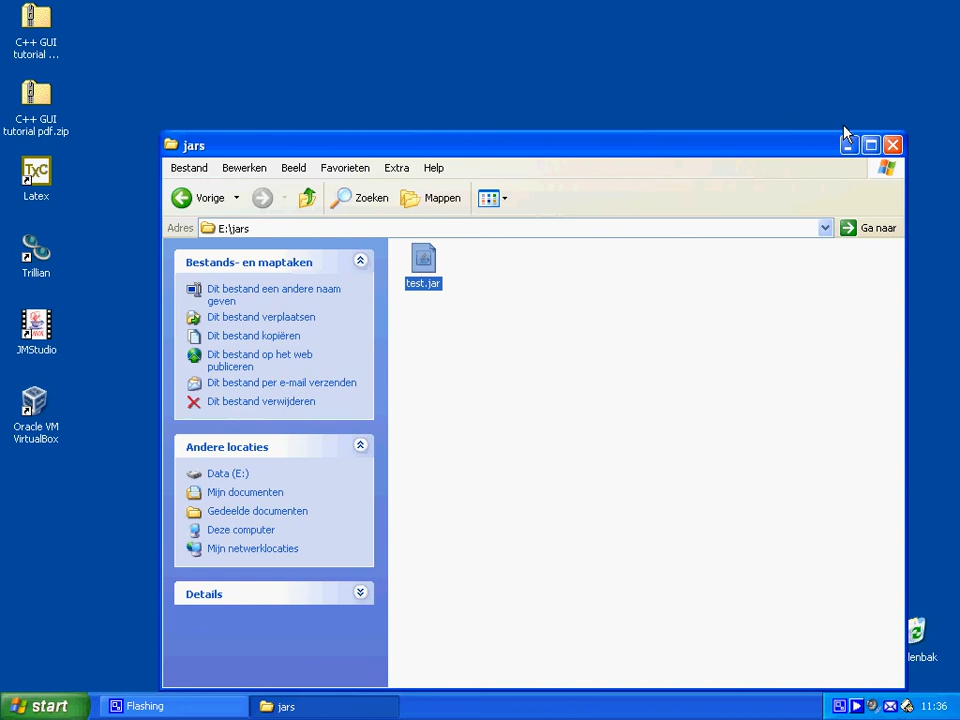 C++ GUI
tutorial ...
C++ GUI
tutorial pdf.zip
TXC
Latex
Trillian
JMStudio
Oracle VM
VirtualBox
jars
Bestand Bewerken Beeld Favorieten Extra Help
Vorige Zoeken Mappen
Adres E:\jars Ga naar
Bestands- en maptaken
Dit bestand een andere naam
geven
Dit bestand verplaatsen
Dit bestand kopiëren
Dit bestand op het web
publiceren
Dit bestand per e-mail verzenden
Dit bestand verwijderen
Andere locaties
Data (E:)
Mijn documenten
Gedeelde documenten
Deze computer
Mijn netwerklocaties
Details
test.jar
lenbak
start Flashing jars 11:36